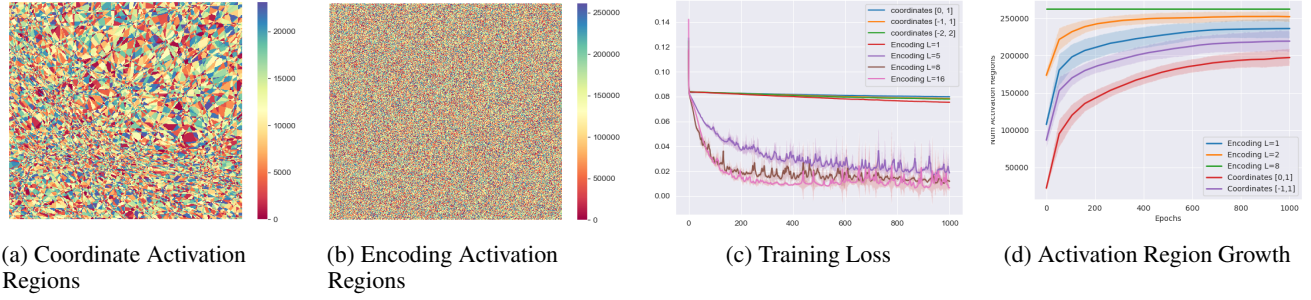 20000
15000
10000
5000
0
(a) Coordinate Activation
Regions
250000
200000
150000
100000
50000
0
(b) Encoding Activation
Regions
0.14
0.12
0.10
0.08
0.06
0.04
0.02
0.00
coordinates [0, 1]
coordinates [-1, 1]
coordinates [-2, 2]
Encoding L=1
Encoding L=5
Encoding L=8
Encoding L=16
0 200 400 600 800 1000
(c) Training Loss
Num Activation Regions
250000
200000
150000
100000
50000
Encoding L=1
Encoding L=2
Encoding L=8
Coordinates [0,1]
Coordinates [-1,1]
0 200 400 600 800 1000
Epochs
(d) Activation Region Growth